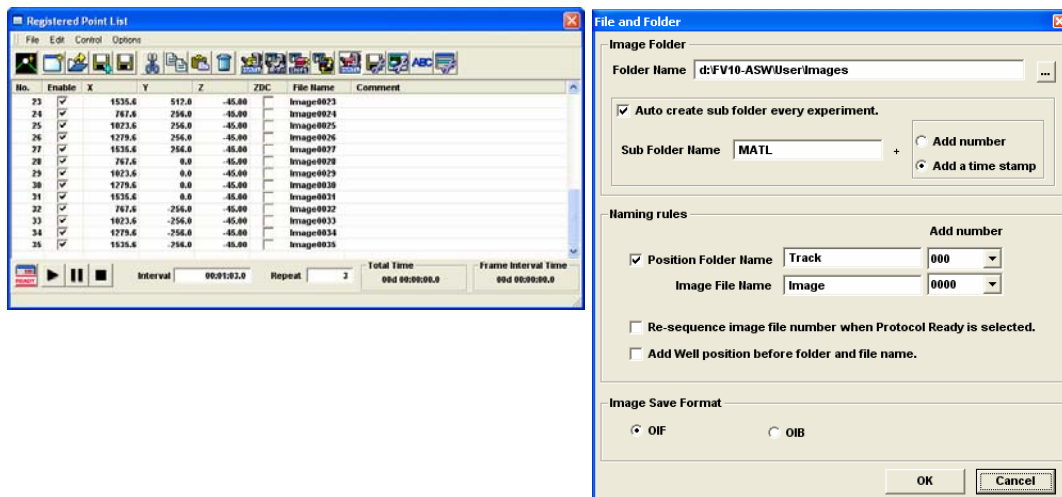 Registered Point List
File Edit Control Options
READY
ABC
No. Enable X Y Z ZDC File Name Comment
23 1535.6 512.0 -45.00 Image0023
24 767.6 256.0 -45.00 Image0024
25 1023.6 256.0 -45.00 Image0025
26 1279.6 256.0 -45.00 Image0026
27 1535.6 256.0 -45.00 Image0027
28 767.6 0.0 -45.00 Image0028
29 1023.6 0.0 -45.00 Image0029
30 1279.6 0.0 -45.00 Image0030
31 1535.6 0.0 -45.00 Image0031
32 767.6 -256.0 -45.00 Image0032
33 1023.6 -256.0 -45.00 Image0033
34 1279.6 -256.0 -45.00 Image0034
35 1535.6 -256.0 -45.00 Image0035
Interval 00:01:03.0 Repeat 3
Total Time
00d 00:00:00.0
Frame Interval Time
00d 00:00:00.0
File and Folder
Image Folder
Folder Name d:\FV10-ASW\User\Images ...
Auto create sub folder every experiment.
Sub Folder Name MATL +
Add number
Add a time stamp
Naming rules
Add number
Position Folder Name Track 000
Image File Name Image 0000
Re-sequence image file number when Protocol Ready is selected.
Add Well position before folder and file name.
Image Save Format
OIF OIB
OK Cancel